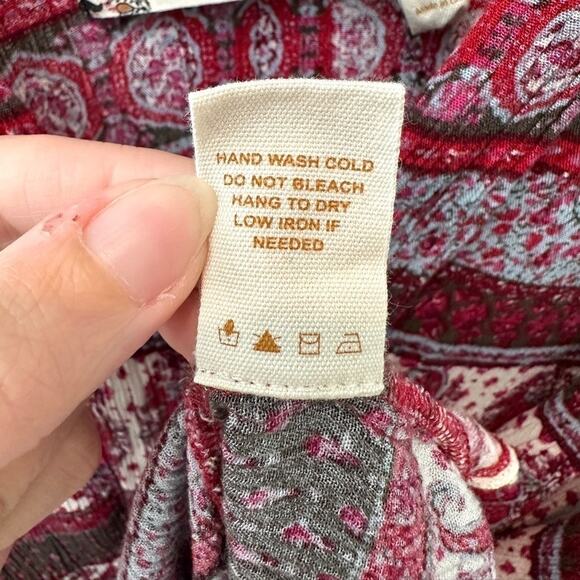 HAND WASH COLD
DO NOT BLEACH
HANG TO DRY
LOW IRON IF
NEEDED